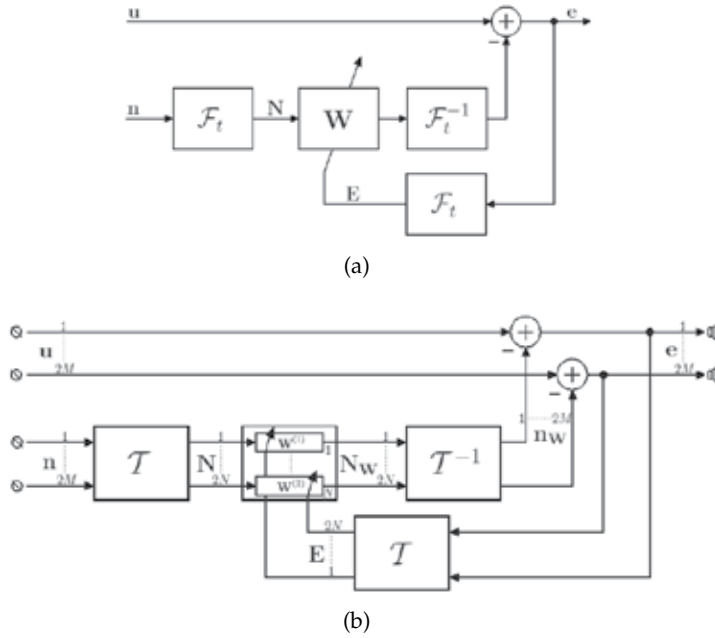 u e
−
n F_t N W F_t^{-1}
E F_t
(a)
1 − 1
u e
2M 2M
−
1 2M
1 1 w^{(1)} 1 1 n_W
n T N N_W T^{-1}
2M 2N w^{(2)} N 2N
2N
E T
1
(b)